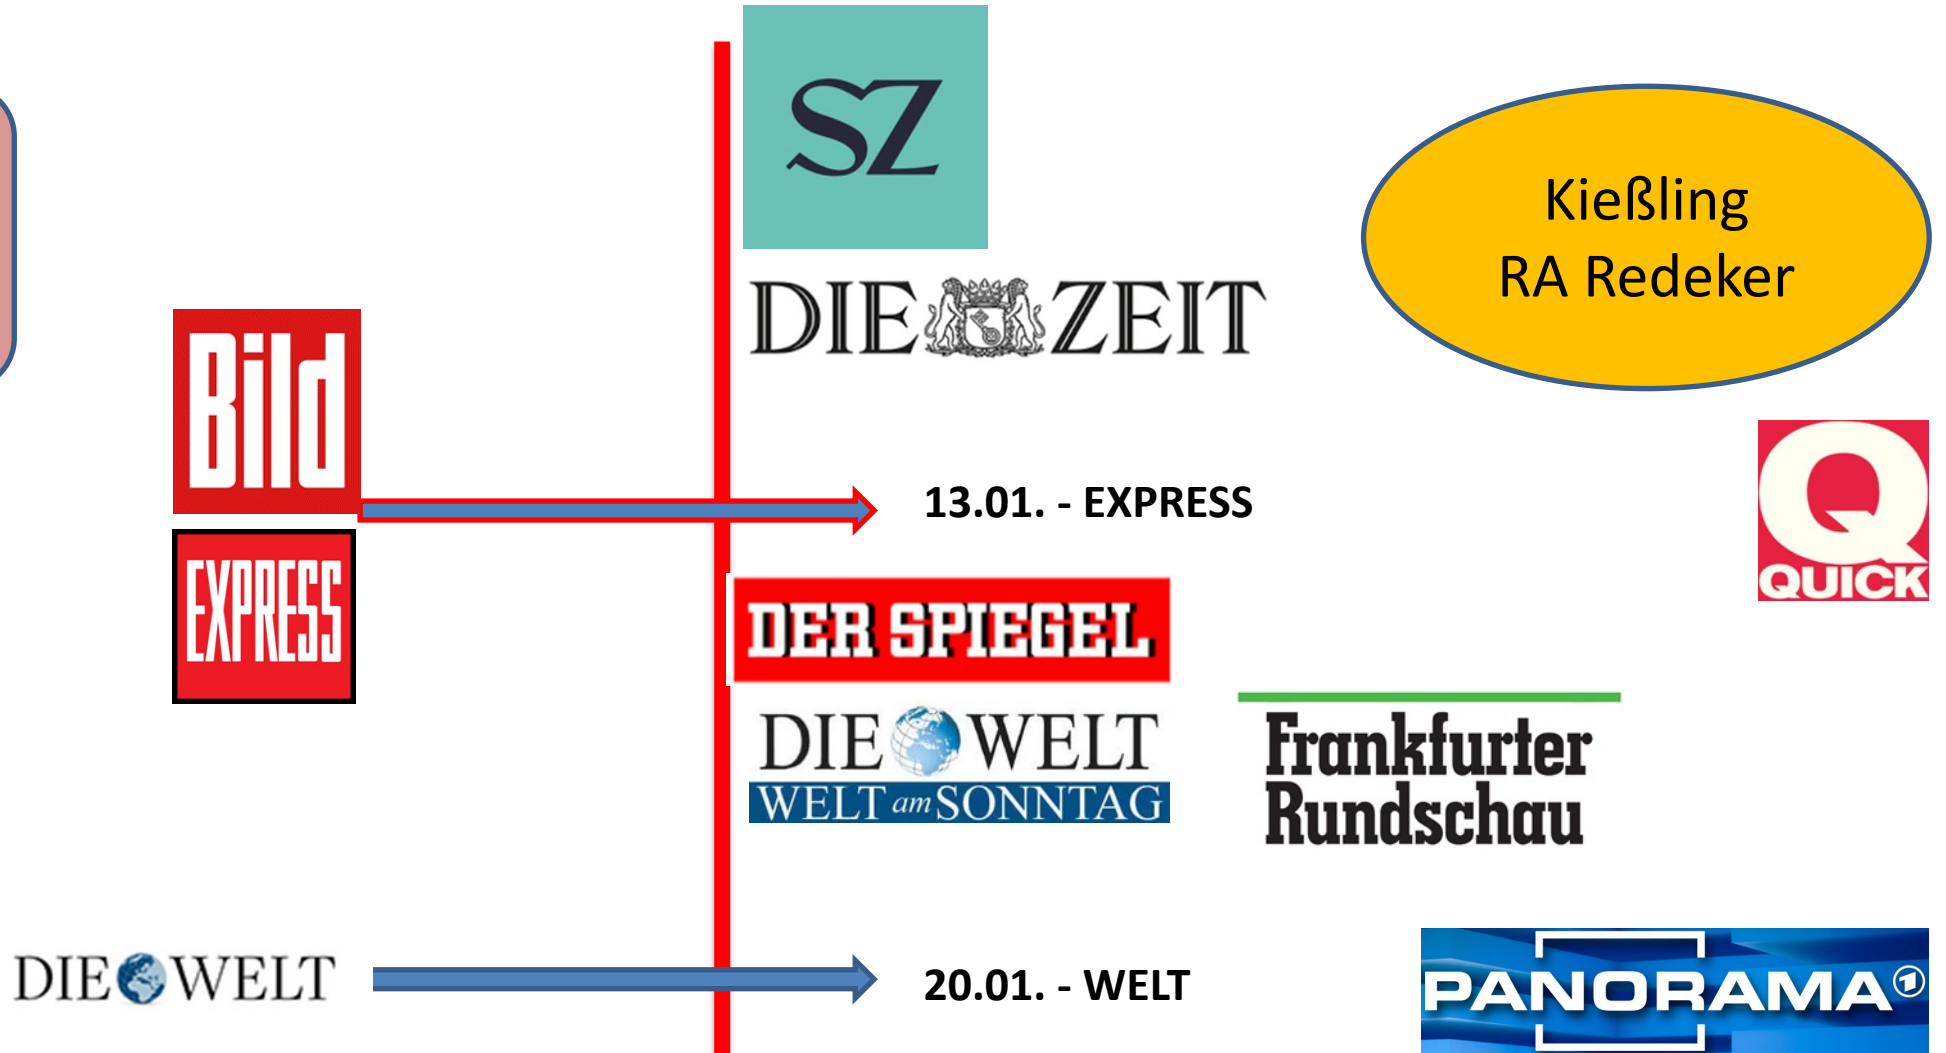 SZ
DIE ZEIT
Kießling
RA Redeker
Bild
13.01. - EXPRESS
QUICK
EXPRESS
DER SPIEGEL
DIE WELT
WELT am SONNTAG
Frankfurter
Rundschau
DIE WELT
20.01. - WELT
PANORAMA